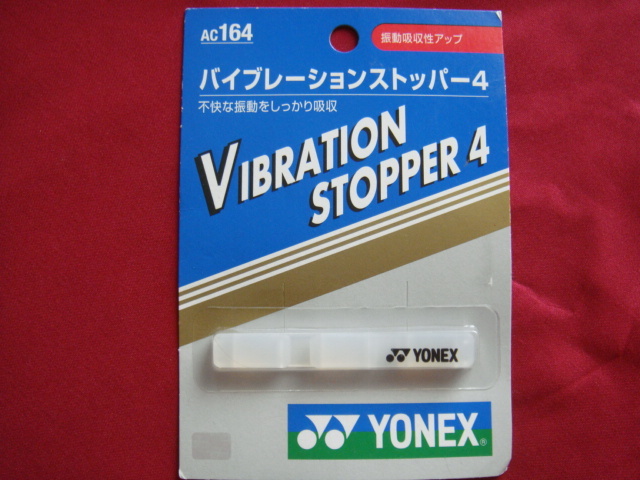 AC164
振動吸収性アップ
バイブレーションストッパー4
不快な振動をしっかり吸収
VIBRATION
STOPPER 4
YONEX
YONEX®